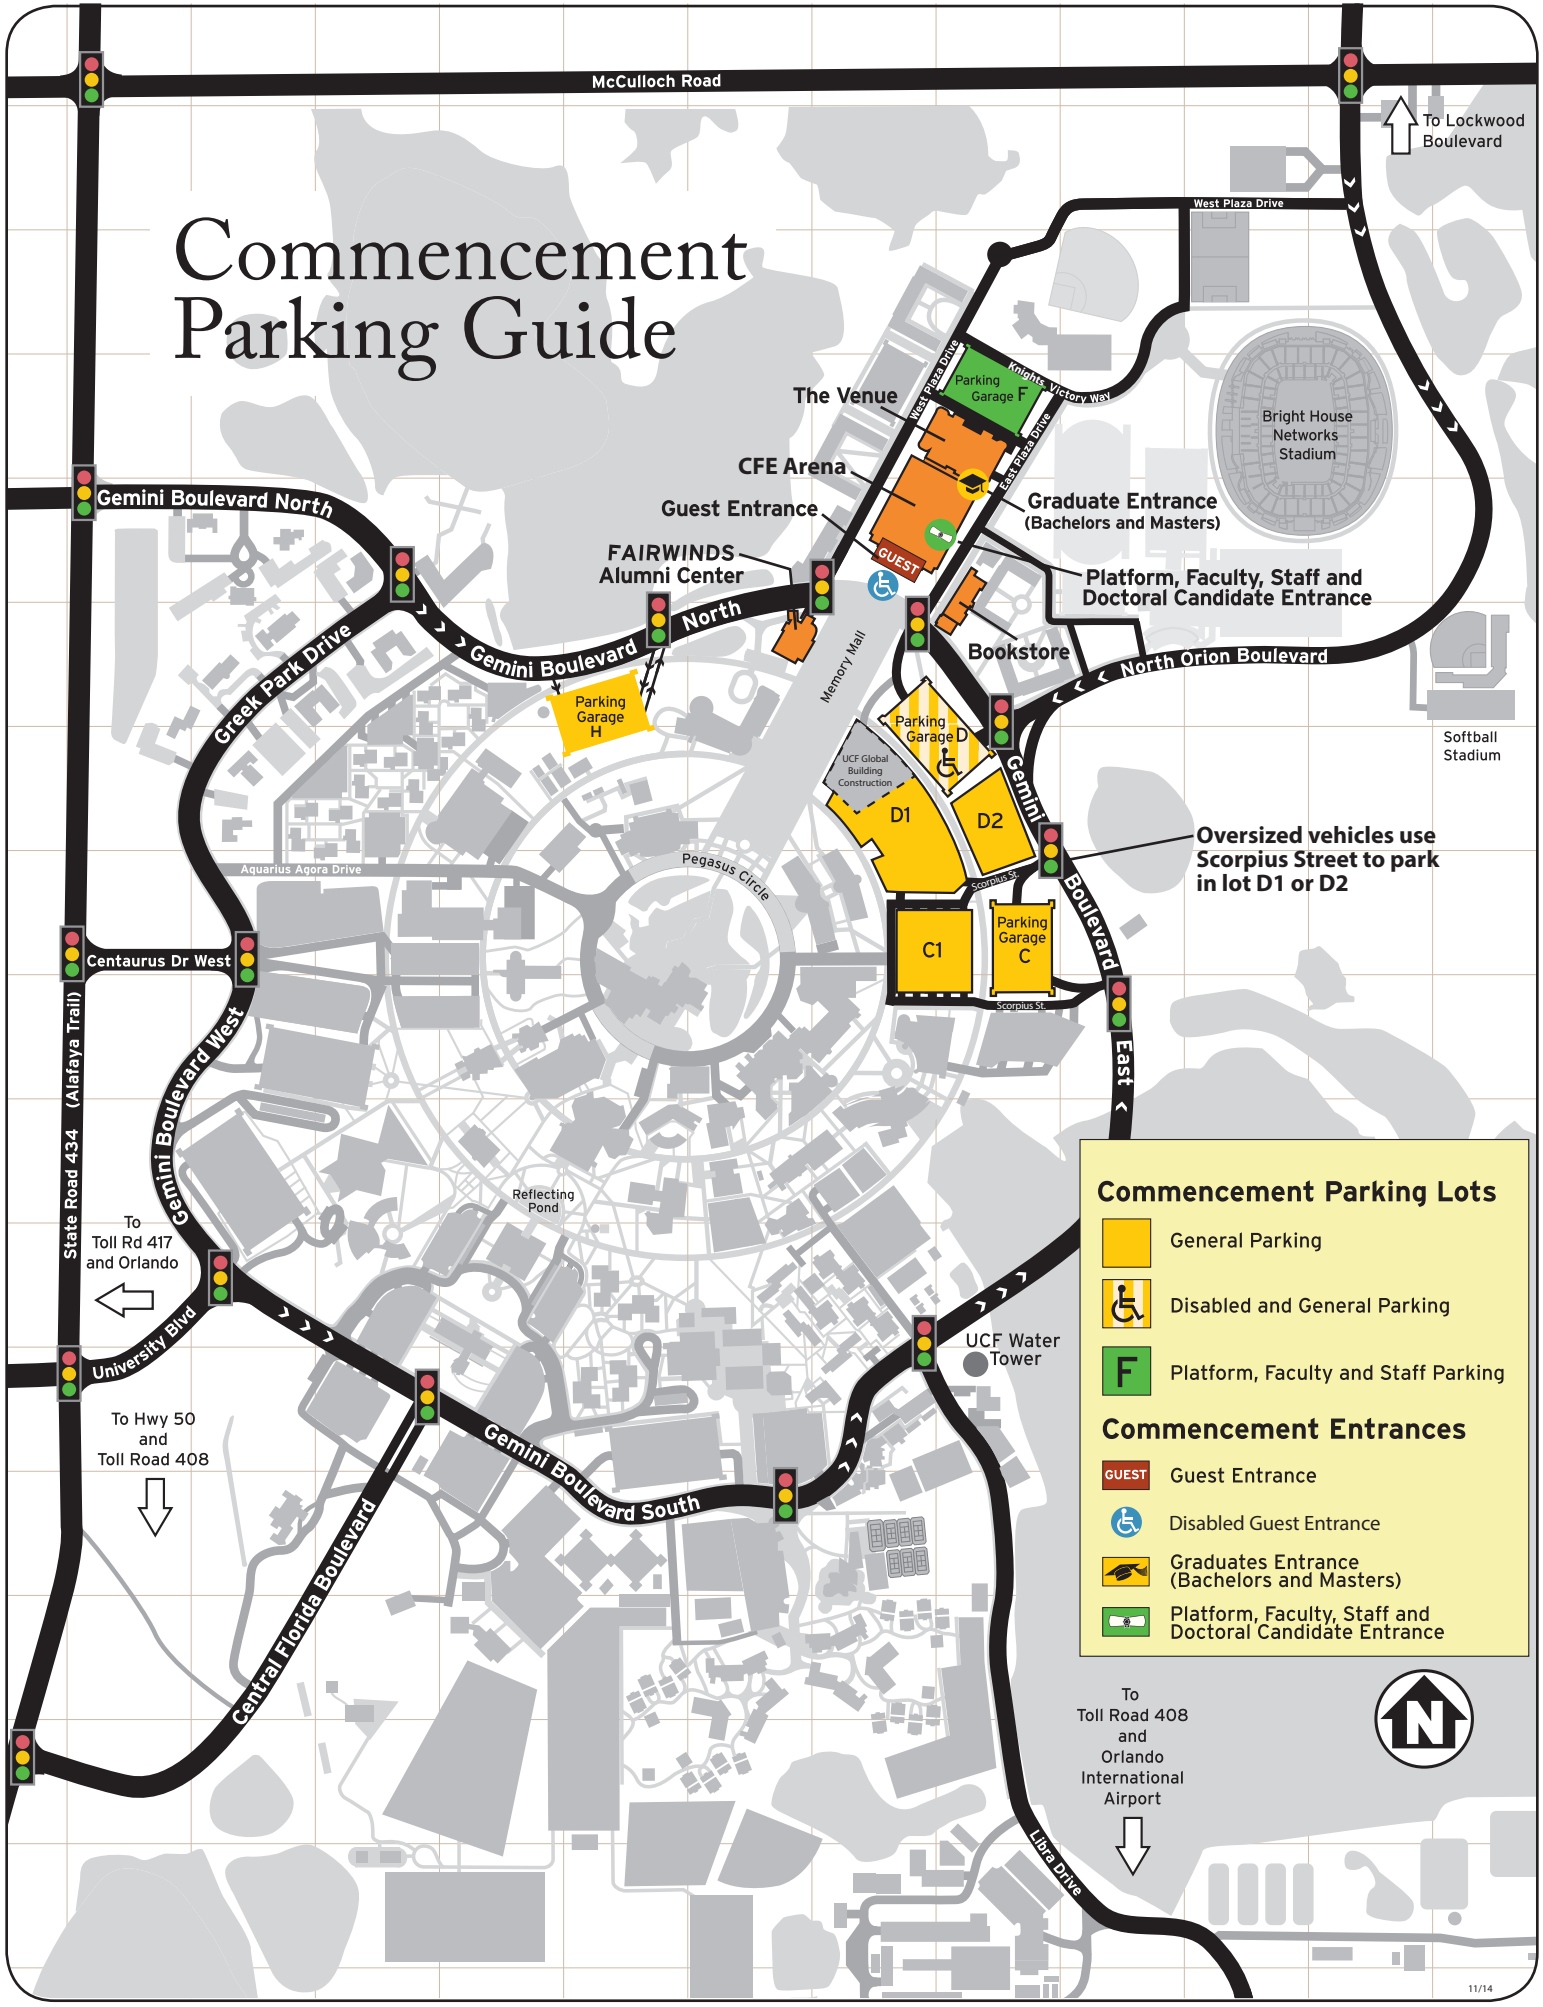 McCulloch Road
To Lockwood
Boulevard
West Plaza Drive
Commencement
Parking Guide
West Plaza Drive
Knights Victory Way
Parking
Garage F
East Plaza Drive
The Venue
CFE Arena
Guest Entrance
FAIRWINDS
Alumni Center
GUEST
Bright House
Networks
Stadium
Graduate Entrance
(Bachelors and Masters)
Platform, Faculty, Staff and
Doctoral Candidate Entrance
Bookstore
Gemini Boulevard North
Gemini Boulevard North
North Orion Boulevard
Greek Park Drive
Memory Mall
Parking
Garage
H
Parking
Garage D
UCF Global
Building
Construction
D1
D2
Softball
Stadium
Oversized vehicles use
Scorpius Street to park
in lot D1 or D2
Pegasus Circle
Aquarius Agora Drive
Scorpius St.
Gemini Boulevard East
C1
Parking
Garage
C
Scorpius St.
Centaurus Dr West
State Road 434 (Alafaya Trail)
Gemini Boulevard West
Reflecting
Pond
To
Toll Rd 417
and Orlando
University Blvd
To Hwy 50
and
Toll Road 408
UCF Water
Tower
Gemini Boulevard South
Central Florida Boulevard
Commencement Parking Lots
General Parking
Disabled and General Parking
F
Platform, Faculty and Staff Parking
Commencement Entrances
GUEST
Guest Entrance
Disabled Guest Entrance
Graduates Entrance
(Bachelors and Masters)
Platform, Faculty, Staff and
Doctoral Candidate Entrance
To
Toll Road 408
and
Orlando
International
Airport
N
Libra Drive
11/14